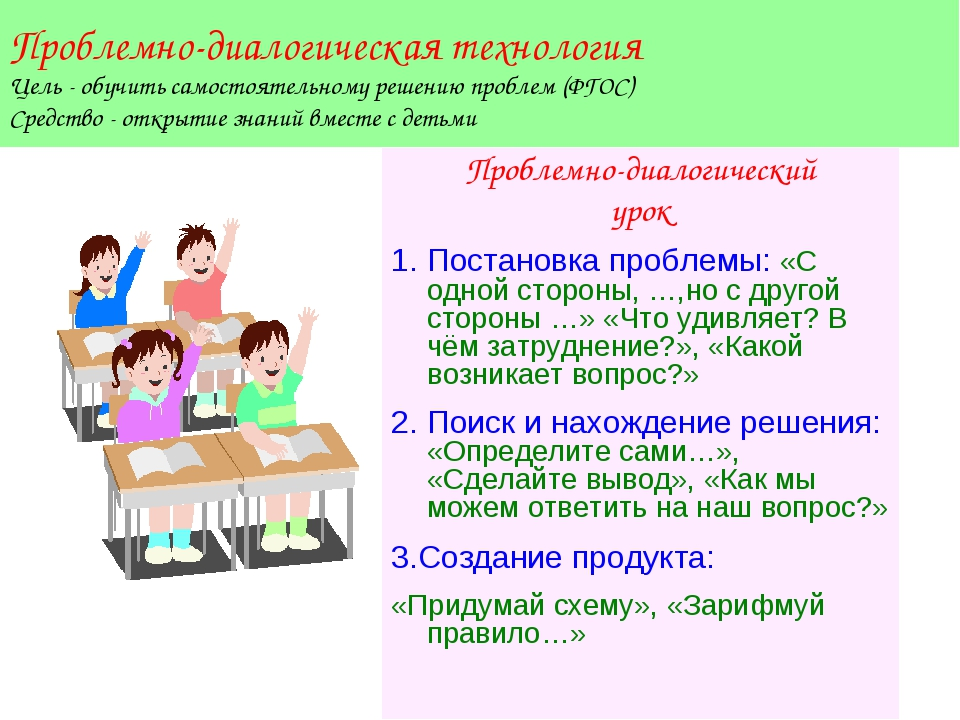 Проблемно-диалогическая технология
Цель - обучить самостоятельному решению проблем (ФГОС)
Средство - открытие знаний вместе с детьми
Проблемно-диалогический
урок
1. Постановка проблемы: «С
одной стороны, …,но с другой
стороны …» «Что удивляет? В
чём затруднение?», «Какой
возникает вопрос?»
2. Поиск и нахождение решения:
«Определите сами…»,
«Сделайте вывод», «Как мы
можем ответить на наш вопрос?»
3.Создание продукта:
«Придумай схему», «Зарифмуй
правило…»